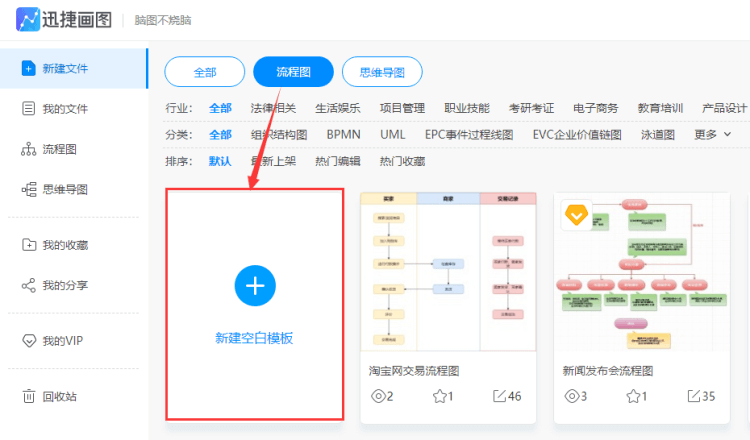 迅捷画图 脑图不烧脑
新建文件
我的文件
流程图
思维导图
我的收藏
我的分享
我的VIP
回收站
全部 流程图 思维导图
行业： 全部 法律相关 生活娱乐 项目管理 职业技能 考研考证 电子商务 教育培训 产品设计
分类： 全部 组织结构图 BPMN UML EPC事件过程线图 EVC企业价值链图 泳道图 更多
排序： 默认 最新上架 热门编辑 热门收藏
新建空白模板
买家 商家 交易记录
淘宝网交易流程图
2 1 46
新闻发布会流程图
3 1 35